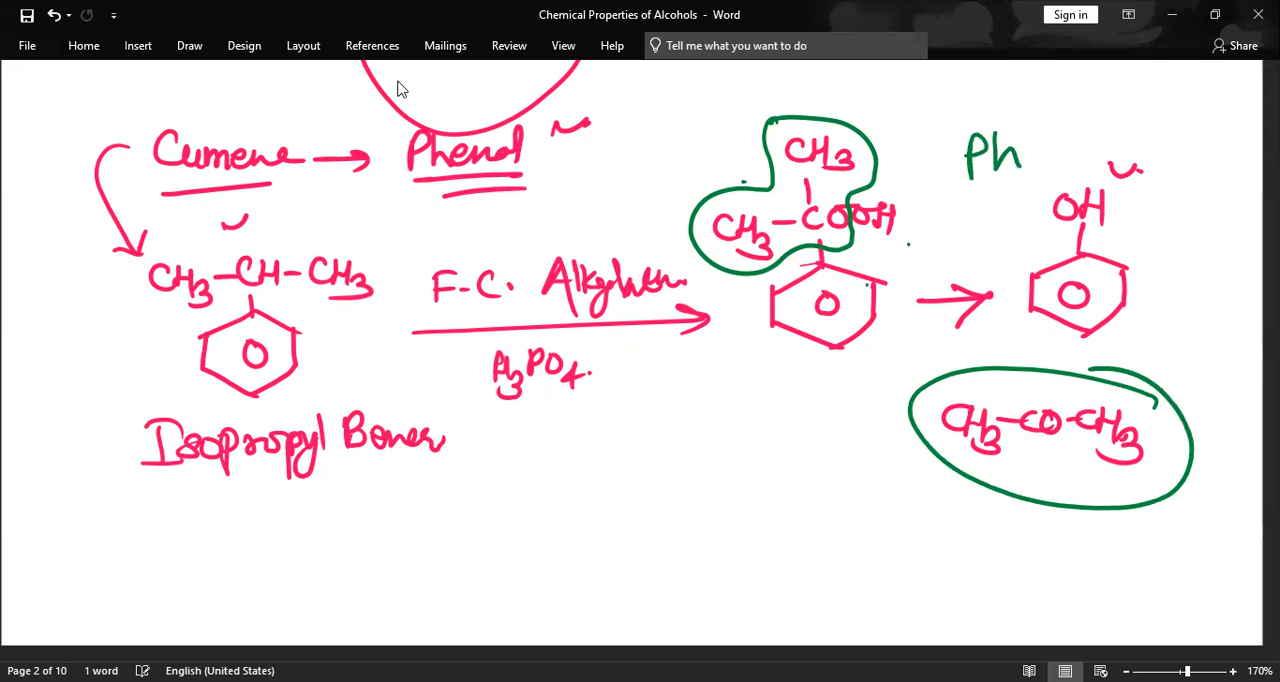 Chemical Properties of Alcohols - Word
Sign in
File Home Insert Draw Design Layout References Mailings Review View Help Tell me what you want to do Share
Cumene → Phenol
CH3
Ph
CH3 - COOH
OH
CH3-CH-CH3
F-C. Alkylatn.
H3PO4.
CH3-CO-CH3
Isopropyl
Page 2 of 10 1 word English (United States) 170%